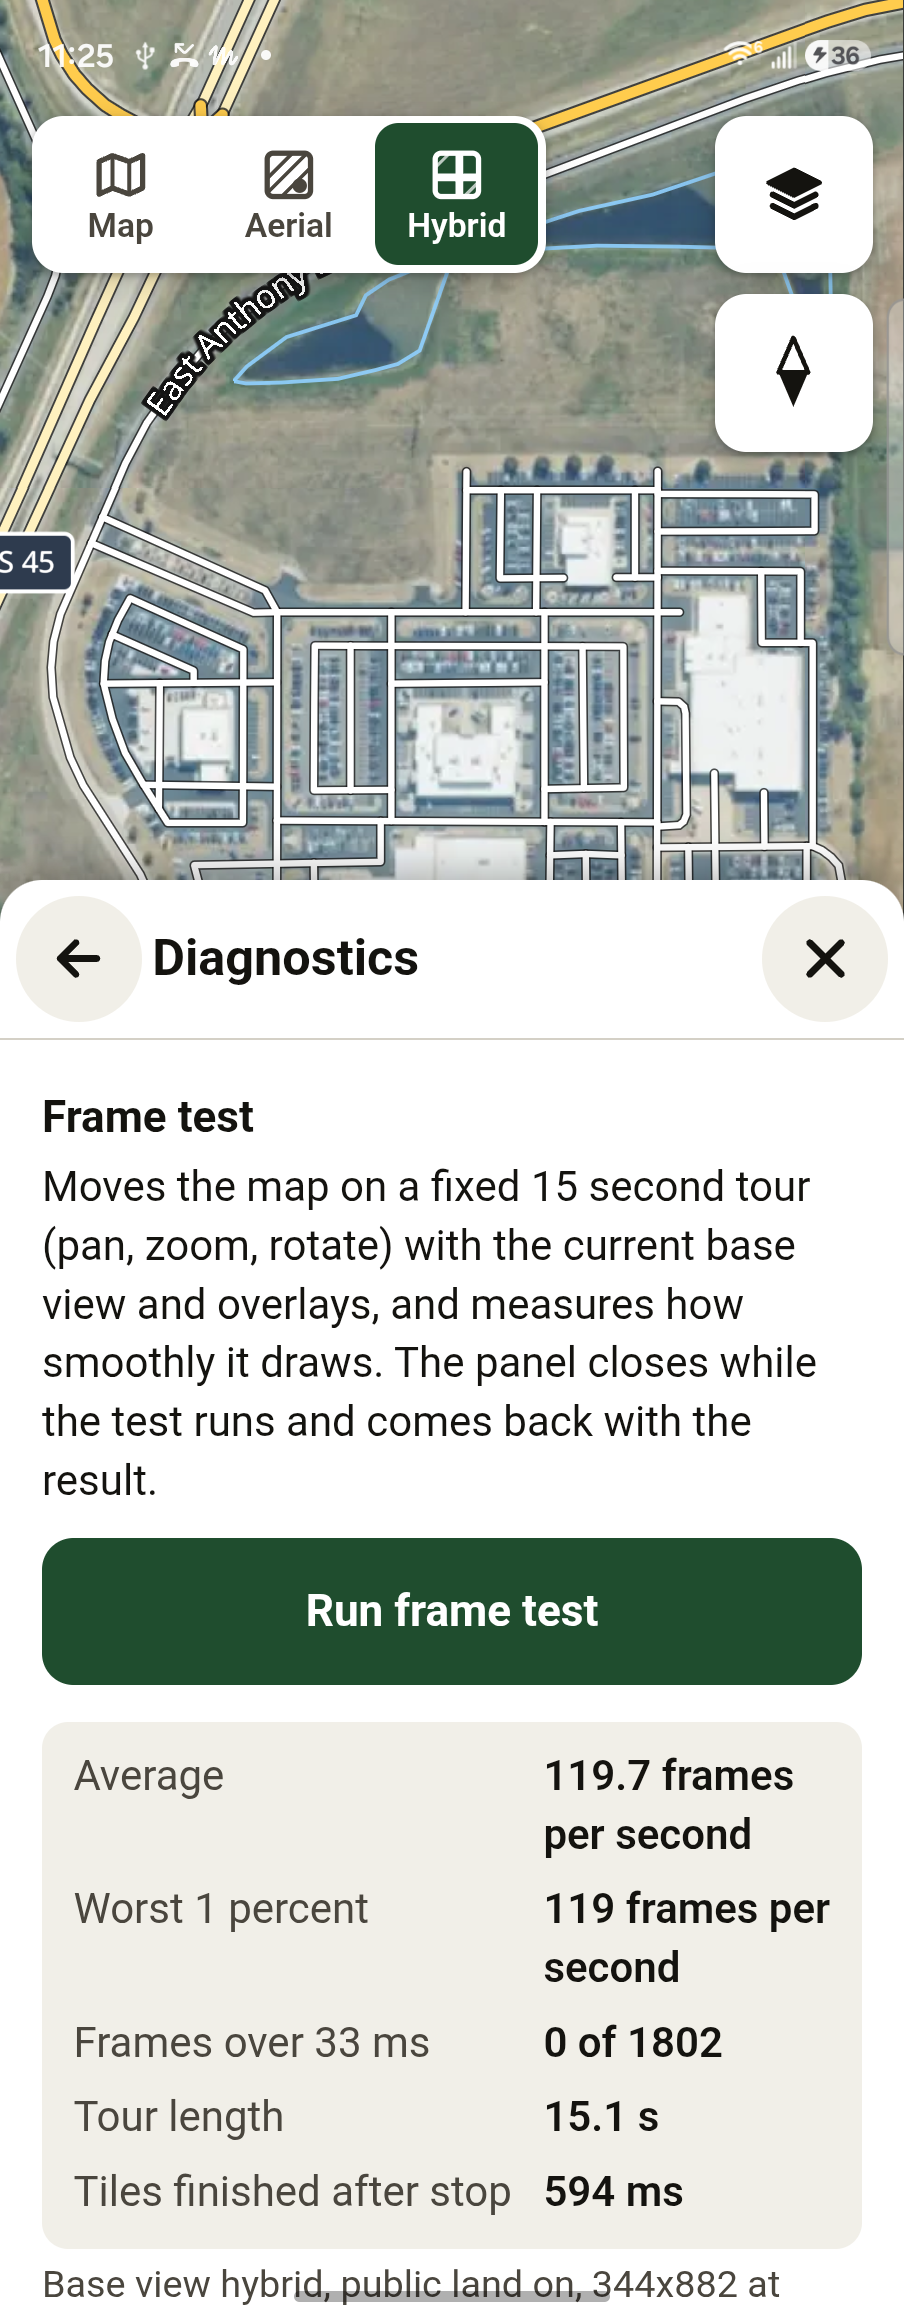 11:25
6
36
Map
Aerial
Hybrid
East Anthony
S 45
Diagnostics
Frame test
Moves the map on a fixed 15 second tour
(pan, zoom, rotate) with the current base
view and overlays, and measures how
smoothly it draws. The panel closes while
the test runs and comes back with the
result.
Run frame test
Average 119.7 frames
per second
Worst 1 percent 119 frames per
second
Frames over 33 ms 0 of 1802
Tour length 15.1 s
Tiles finished after stop 594 ms
Base view hybrid, public land on, 344x882 at